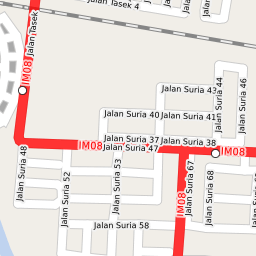 Jalan Tasek 4
Jalan Tasek
IM08
Jalan Suria 43
Jalan Suria 44
Jalan Suria 46
Jalan Suria 40
Jalan Suria 41
Jalan Suria 37
IM08
Jalan Suria 47
Jalan Suria 38
IM08
Jalan Suria 48
Jalan Suria 52
Jalan Suria 53
Jalan Suria 67
Jalan Suria 68
Jalan Suria 58
IM08